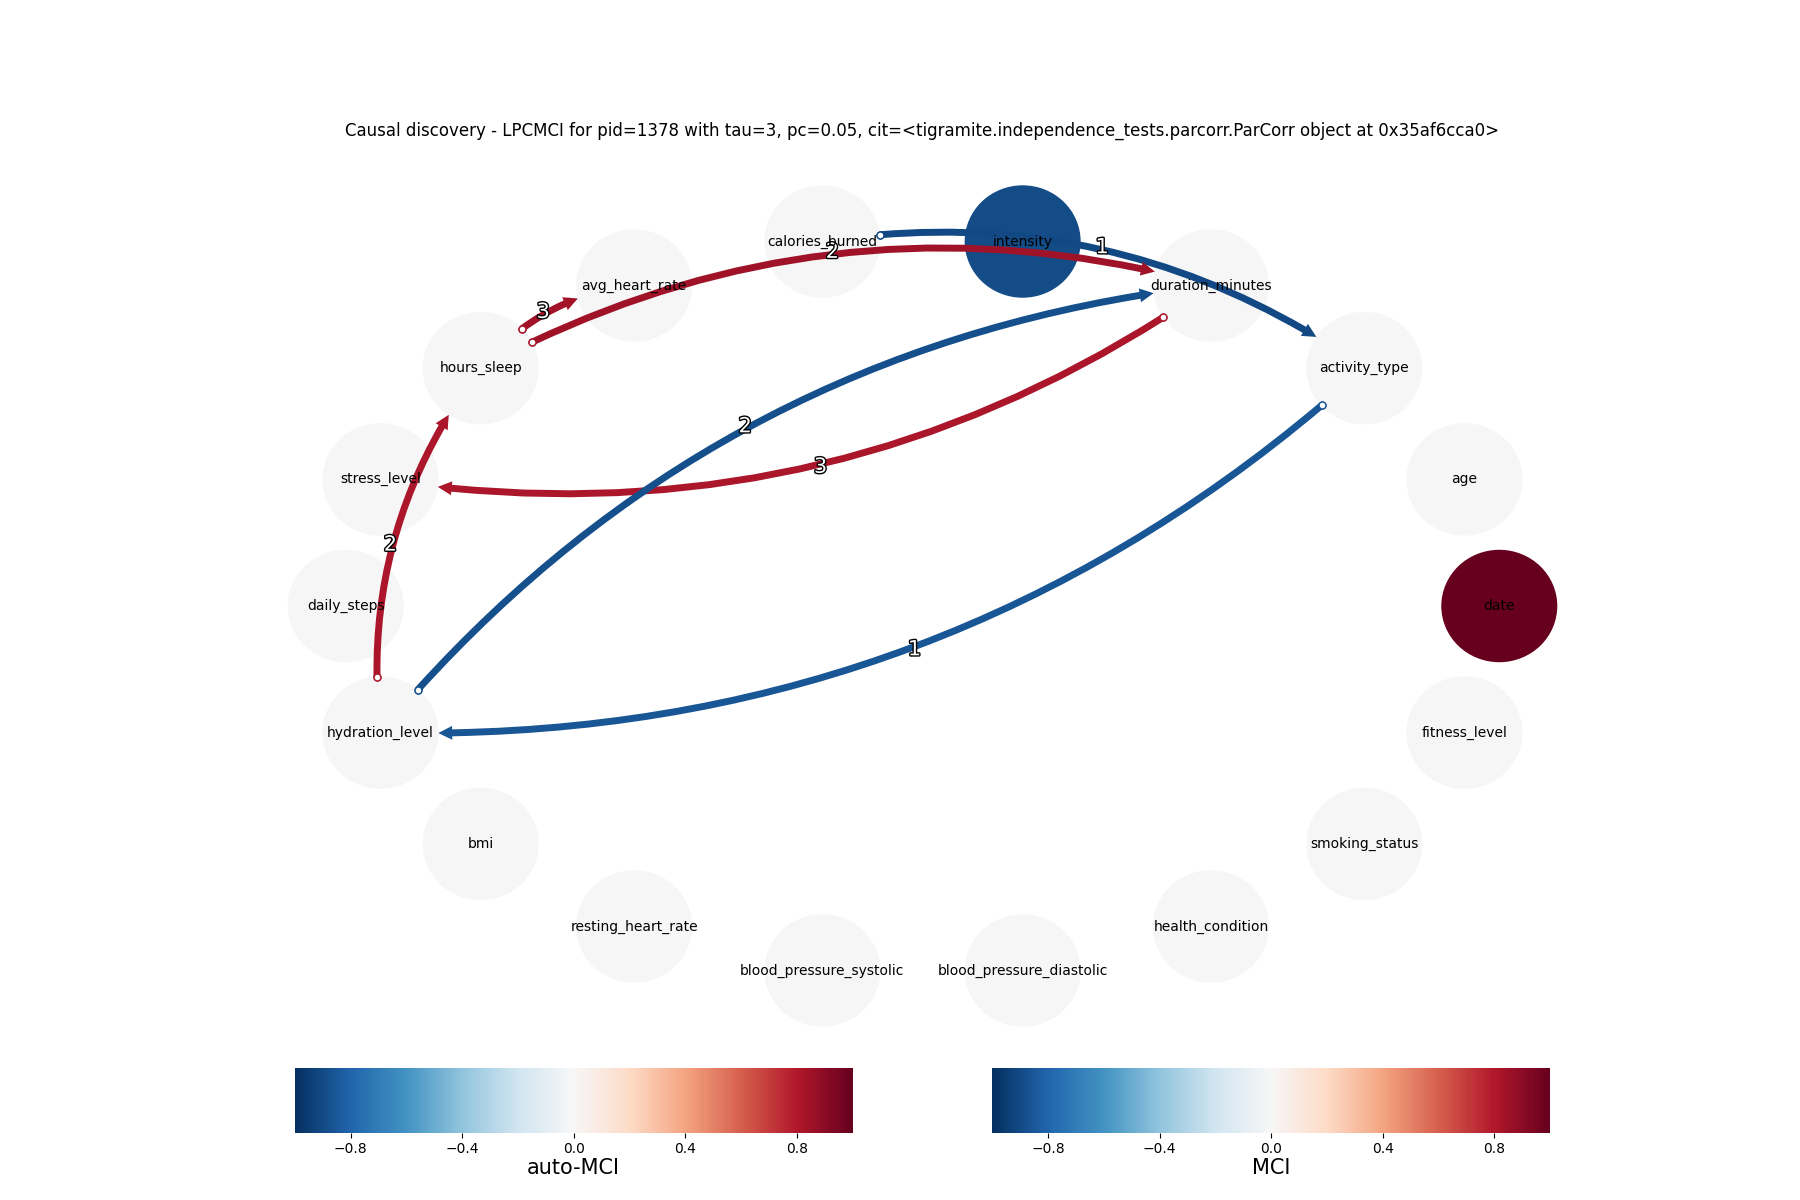 Causal discovery - LPCMCI for pid=1378 with tau=3, pc=0.05, cit=<tigramite.independence_tests.parcorr.ParCorr object at 0x35af6cca0>
calories_burned
intensity
1
2
avg_heart_rate
duration_minutes
3
hours_sleep
activity_type
2
3
stress_level
age
2
daily_steps
date
1
hydration_level
fitness_level
bmi
smoking_status
resting_heart_rate
health_condition
blood_pressure_systolic
blood_pressure_diastolic
−0.8 −0.4 0.0 0.4 0.8
auto-MCI
−0.8 −0.4 0.0 0.4 0.8
MCI